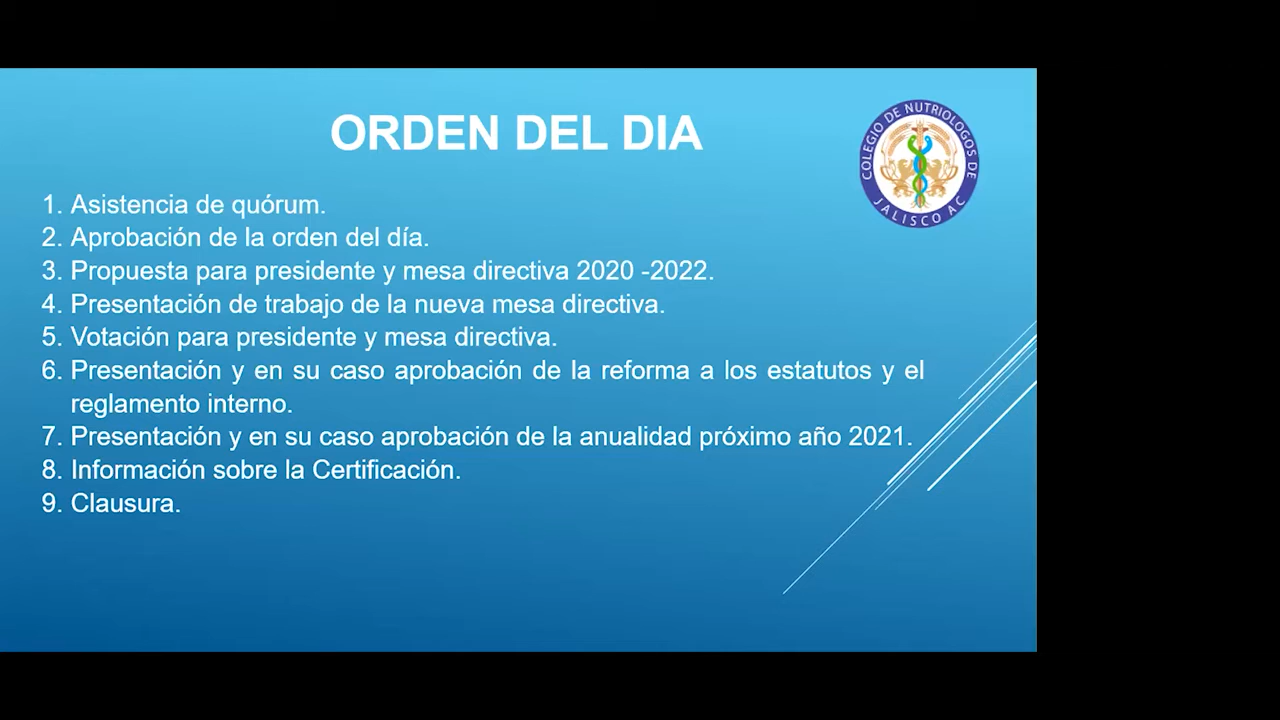 ORDEN DEL DIA
COLEGIO DE NUTRIOLOGOS DE
JALISCO AC
1. Asistencia de quórum.
2. Aprobación de la orden del día.
3. Propuesta para presidente y mesa directiva 2020 -2022.
4. Presentación de trabajo de la nueva mesa directiva.
5. Votación para presidente y mesa directiva.
6. Presentación y en su caso aprobación de la reforma a los estatutos y el
reglamento interno.
7. Presentación y en su caso aprobación de la anualidad próximo año 2021.
8. Información sobre la Certificación.
9. Clausura.